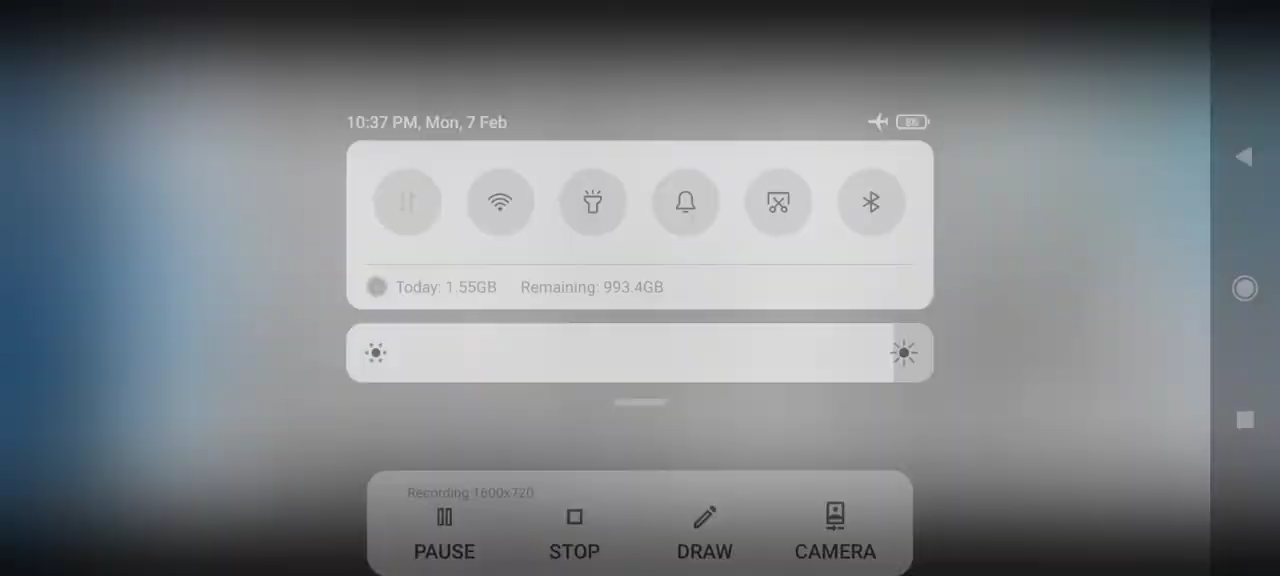 10:37 PM, Mon, 7 Feb
Today: 1.55GB Remaining: 993.4GB
Recording 1600x720
PAUSE STOP DRAW CAMERA